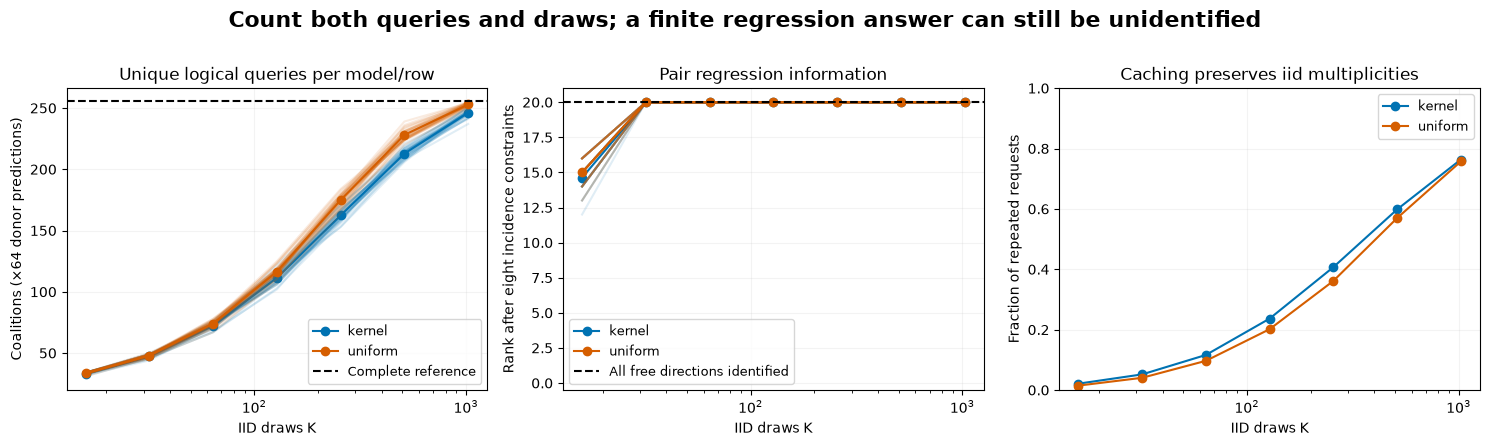 Count both queries and draws; a finite regression answer can still be unidentified
Unique logical queries per model/row
Coalitions (×64 donor predictions)
250
200
150
100
50
kernel
uniform
Complete reference
10²
10³
IID draws K
Pair regression information
Rank after eight incidence constraints
20.0
17.5
15.0
12.5
10.0
7.5
5.0
2.5
0.0
kernel
uniform
All free directions identified
10²
10³
IID draws K
Caching preserves iid multiplicities
Fraction of repeated requests
1.0
0.8
0.6
0.4
0.2
0.0
kernel
uniform
10²
10³
IID draws K